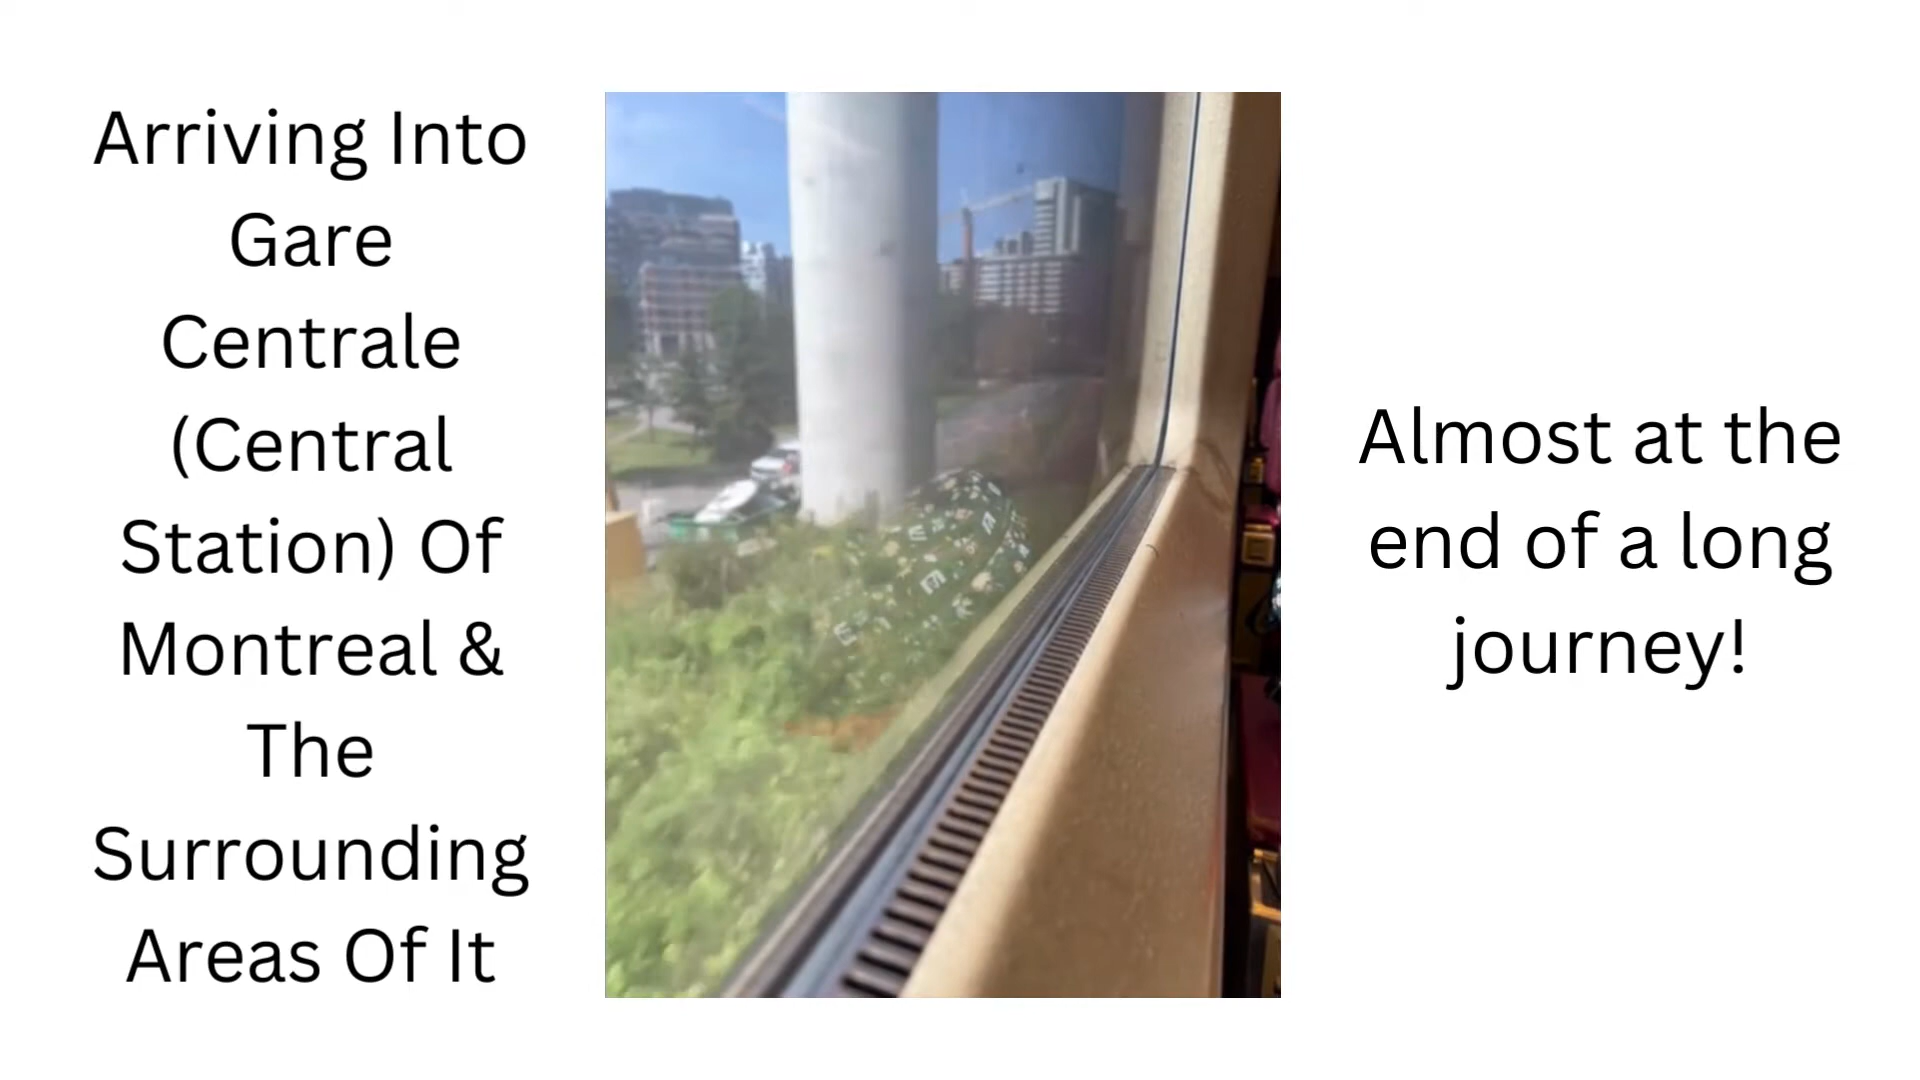 Arriving Into
Gare
Centrale
(Central
Station) Of
Montreal &
The
Surrounding
Areas Of It
Almost at the
end of a long
journey!